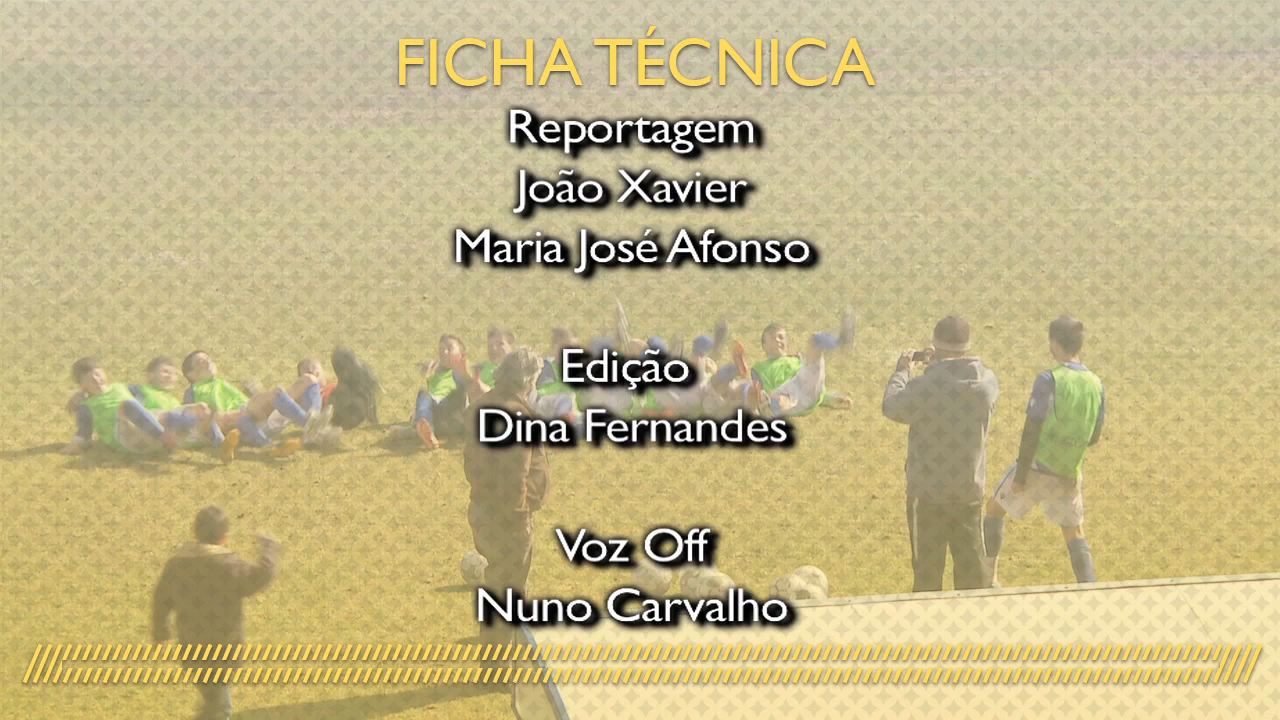 FICHA TÉCNICA
Reportagem
João Xavier
Maria José Afonso
Edição
Dina Fernandes
Voz Off
Nuno Carvalho